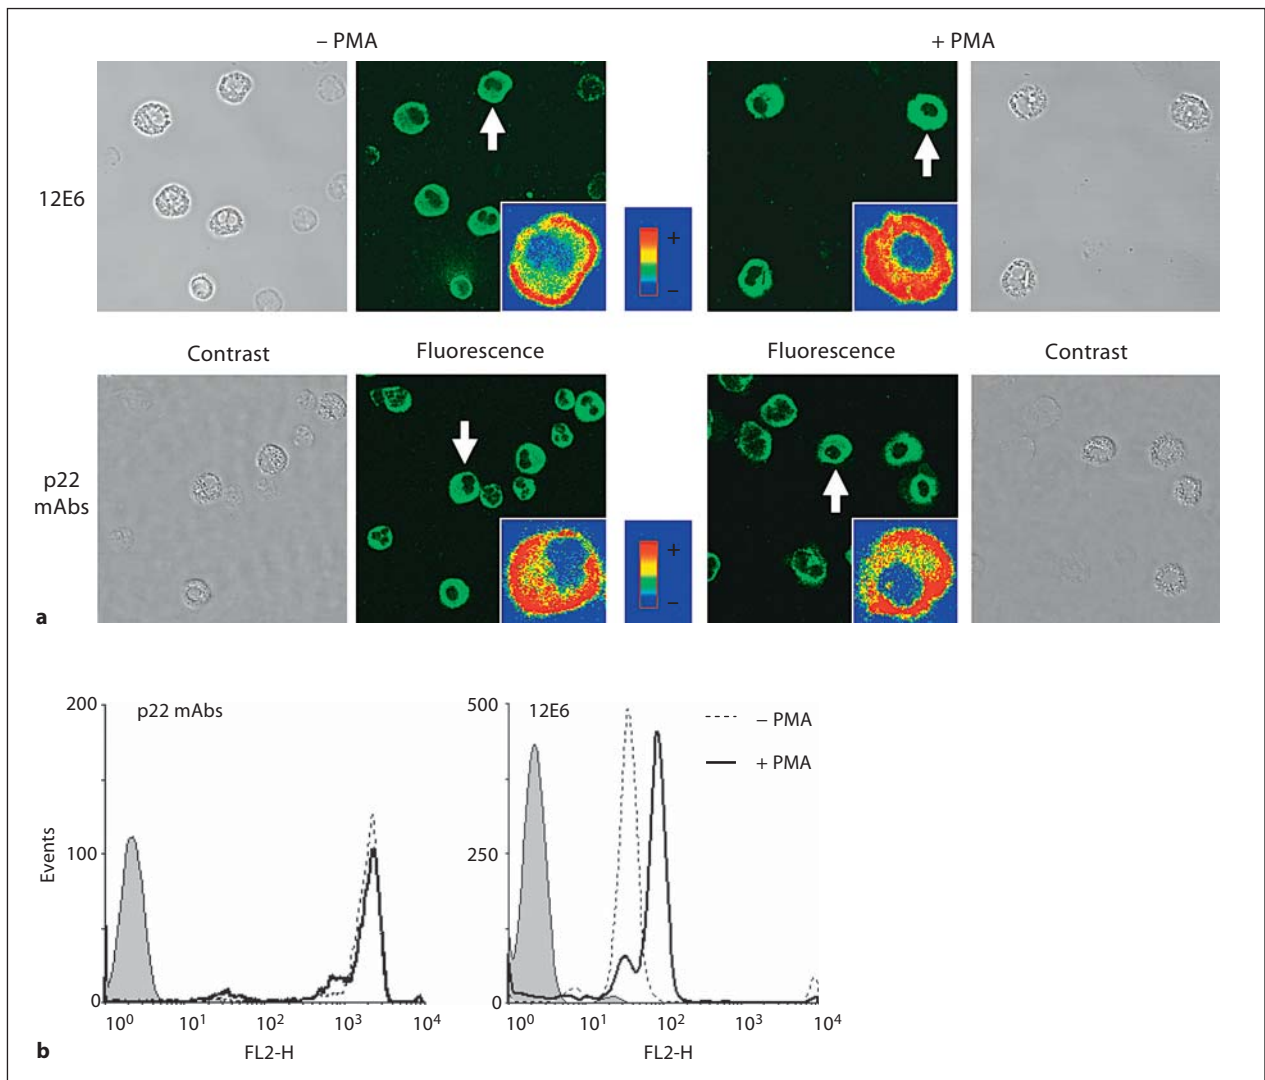 – PMA
+ PMA
12E6
+
–
Contrast
Fluorescence
Fluorescence
Contrast
p22
mAbs
+
–
a
200
p22 mAbs
500
12E6
– PMA
+ PMA
Events
100
250
0
0
10⁰ 10¹ 10² 10³ 10⁴
10⁰ 10¹ 10² 10³ 10⁴
b
FL2-H
FL2-H